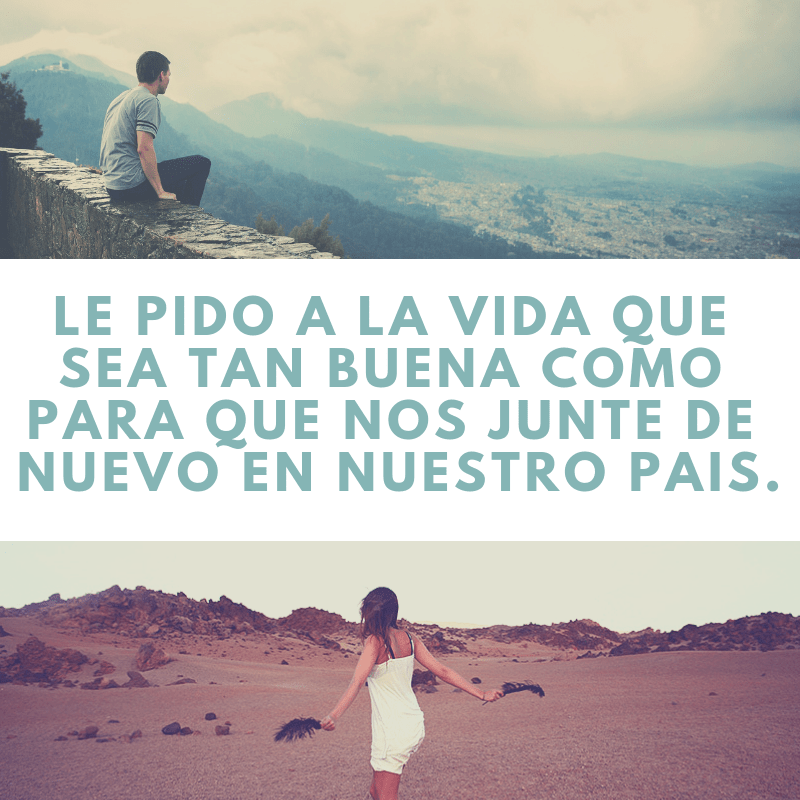 LE PIDO A LA VIDA QUE
SEA TAN BUENA COMO
PARA QUE NOS JUNTE DE
NUEVO EN NUESTRO PAIS.